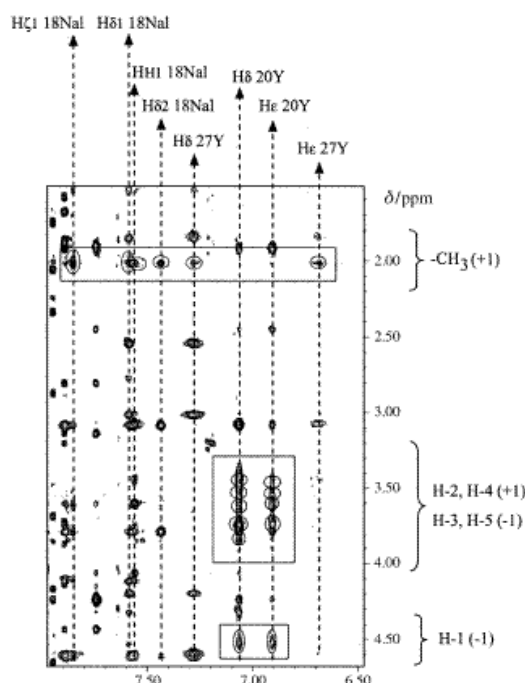 Hζ1 18Nal Hδ1 18Nal
HH1 18Nal Hδ 20Y
Hδ2 18Nal Hε 20Y
Hδ 27Y Hε 27Y
δ/ppm
2.00
-CH₃ (+1)
2.50
3.00
3.50
H-2, H-4 (+1)
H-3, H-5 (-1)
4.00
4.50
H-1 (-1)
7.50 7.00 6.50